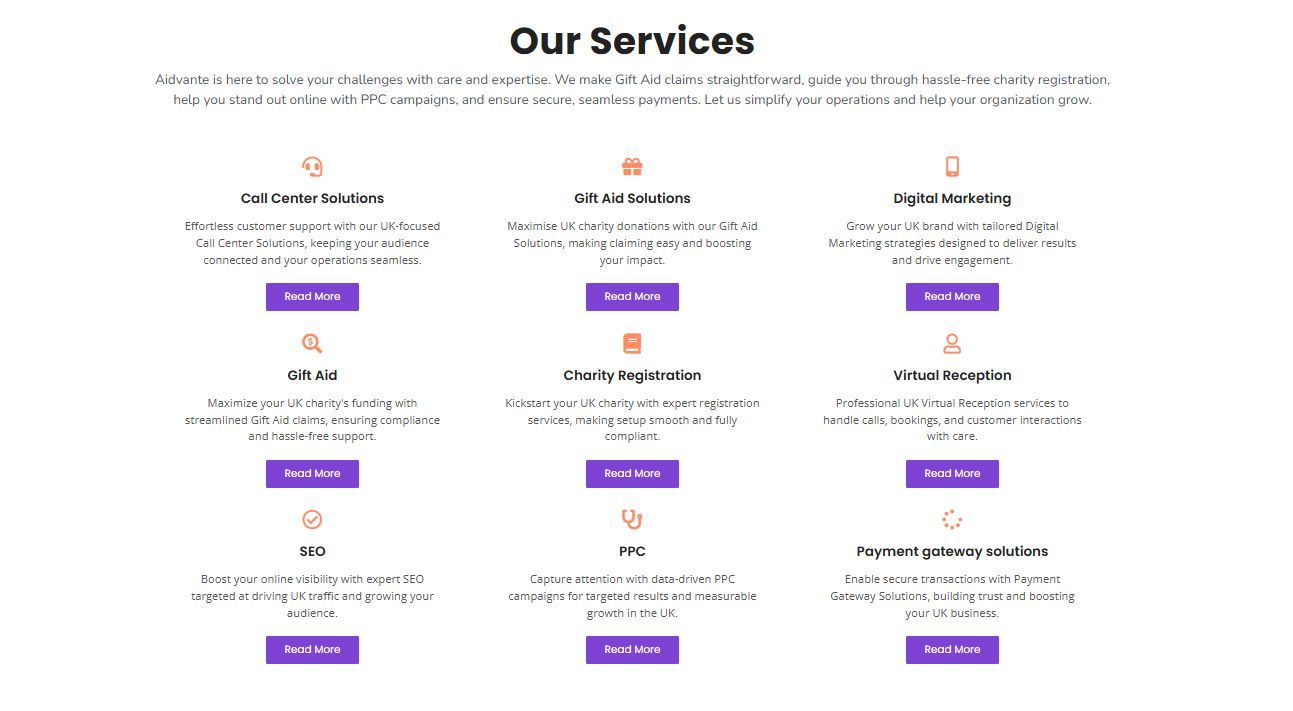 Our Services
Aidvante is here to solve your challenges with care and expertise. We make Gift Aid claims straightforward, guide you through hassle-free charity registration,
help you stand out online with PPC campaigns, and ensure secure, seamless payments. Let us simplify your operations and help your organization grow.
Call Center Solutions
Effortless customer support with our UK-focused
Call Center Solutions, keeping your audience
connected and your operations seamless.
Read More
Gift Aid Solutions
Maximise UK charity donations with our Gift Aid
Solutions, making claiming easy and boosting
your impact.
Read More
Digital Marketing
Grow your UK brand with tailored Digital
Marketing strategies designed to deliver results
and drive engagement.
Read More
Gift Aid
Maximize your UK charity's funding with
streamlined Gift Aid claims, ensuring compliance
and hassle-free support.
Read More
Charity Registration
Kickstart your UK charity with expert registration
services, making setup smooth and fully
compliant.
Read More
Virtual Reception
Professional UK Virtual Reception services to
handle calls, bookings, and customer interactions
with care.
Read More
SEO
Boost your online visibility with expert SEO
targeted at driving UK traffic and growing your
audience.
Read More
PPC
Capture attention with data-driven PPC
campaigns for targeted results and measurable
growth in the UK.
Read More
Payment gateway solutions
Enable secure transactions with Payment
Gateway Solutions, building trust and boosting
your UK business.
Read More